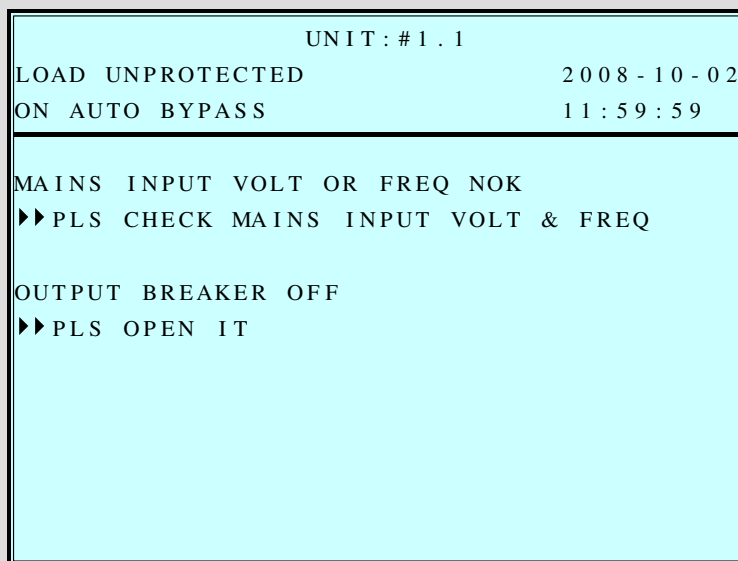 UNIT:#1.1
LOAD UNPROTECTED 2008-10-02
ON AUTO BYPASS 11:59:59
MAINS INPUT VOLT OR FREQ NOK
PLS CHECK MAINS INPUT VOLT & FREQ
OUTPUT BREAKER OFF
PLS OPEN IT